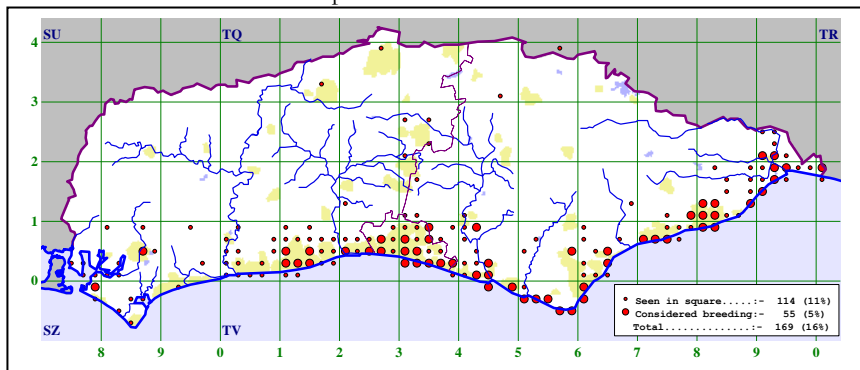 SU TQ TR
4
3
2
1
0
Seen in square.....:- 114 (11%)
Considered breeding:- 55 (5%)
Total..............:- 169 (16%)
SZ TV
8 9 0 1 2 3 4 5 6 7 8 9 0